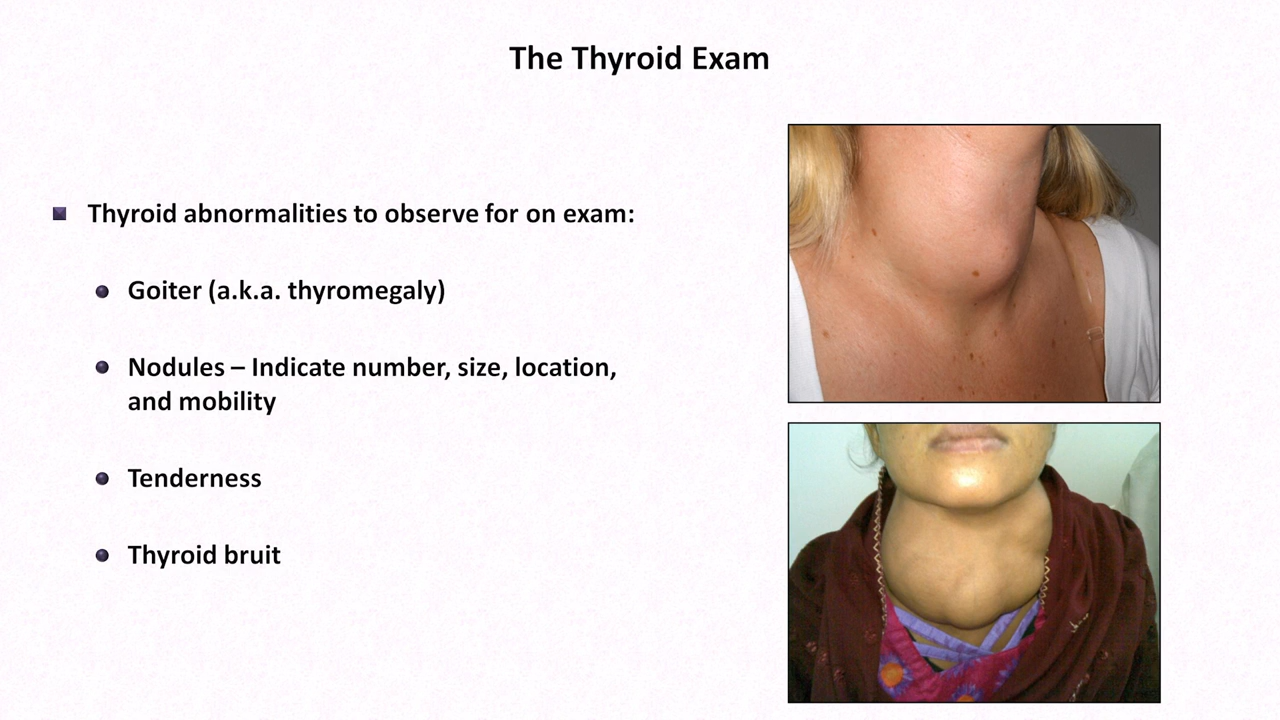 The Thyroid Exam
Thyroid abnormalities to observe for on exam:
Goiter (a.k.a. thyromegaly)
Nodules – Indicate number, size, location,
and mobility
Tenderness
Thyroid bruit